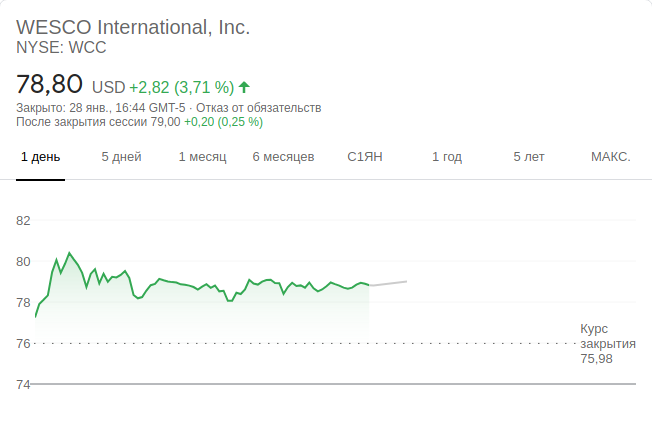 WESCO International, Inc.
NYSE: WCC
78,80 USD +2,82 (3,71 %)
Закрыто: 28 янв., 16:44 GMT-5 · Отказ от обязательств
После закрытия сессии 79,00 +0,20 (0,25 %)
1 день 5 дней 1 месяц 6 месяцев С1ЯН 1 год 5 лет МАКС.
82
80
78
76
74
Курс
закрытия
75,98